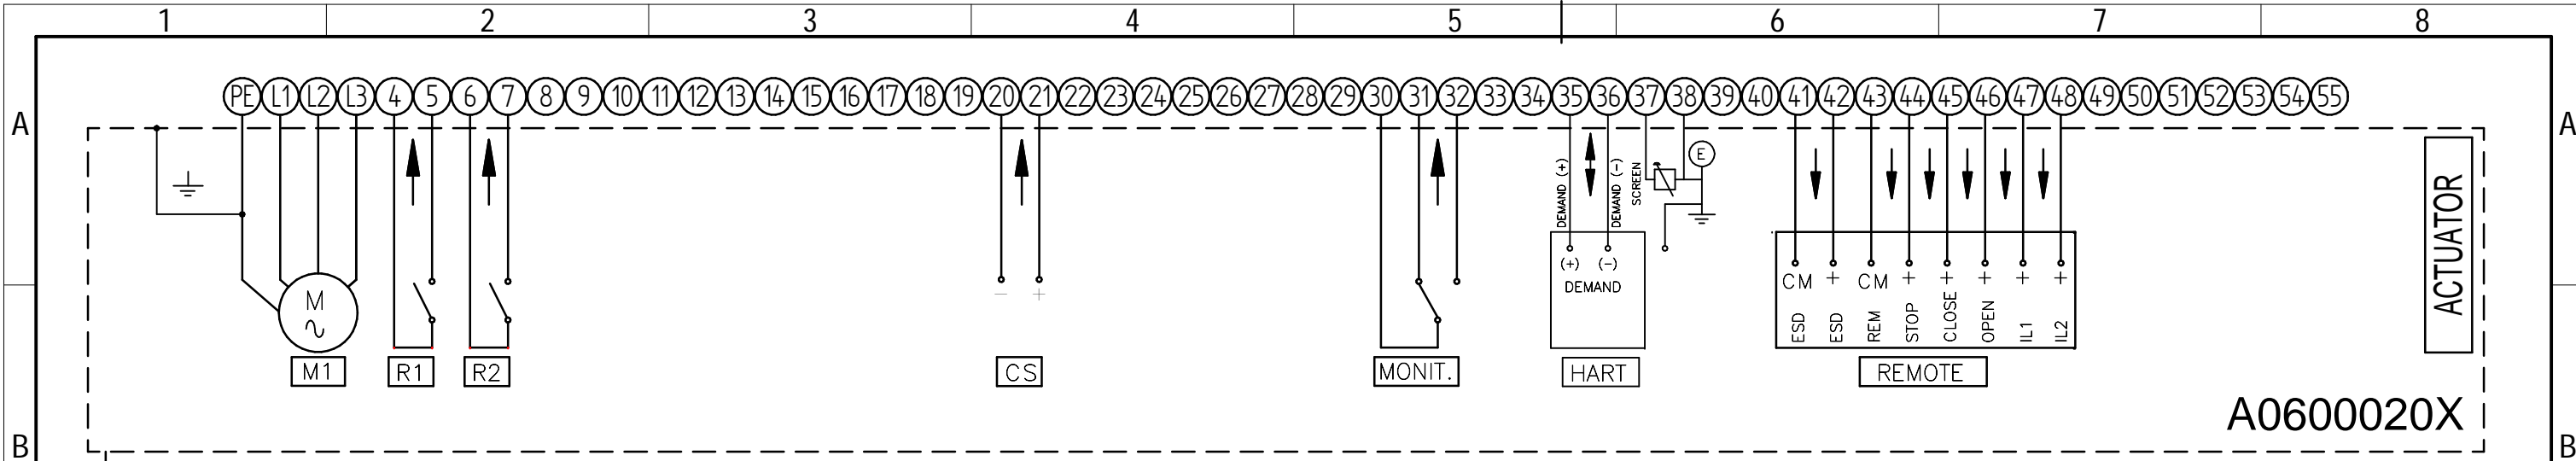 1 2 3 4 5 6 7 8
PE L1 L2 L3 4 5 6 7 8 9 10 11 12 13 14 15 16 17 18 19 20 21 22 23 24 25 26 27 28 29 30 31 32 33 34 35 36 37 38 39 40 41 42 43 44 45 46 47 48 49 50 51 52 53 54 55
A A
DEMAND (+)
DEMAND (-)
SCREEN
E
ACTUATOR
(+) (-)
DEMAND
CM + CM + + + + +
ESD ESD REM STOP CLOSE OPEN IL1 IL2
- +
M
M1 R1 R2 CS MONIT. HART REMOTE
A0600020X
B B